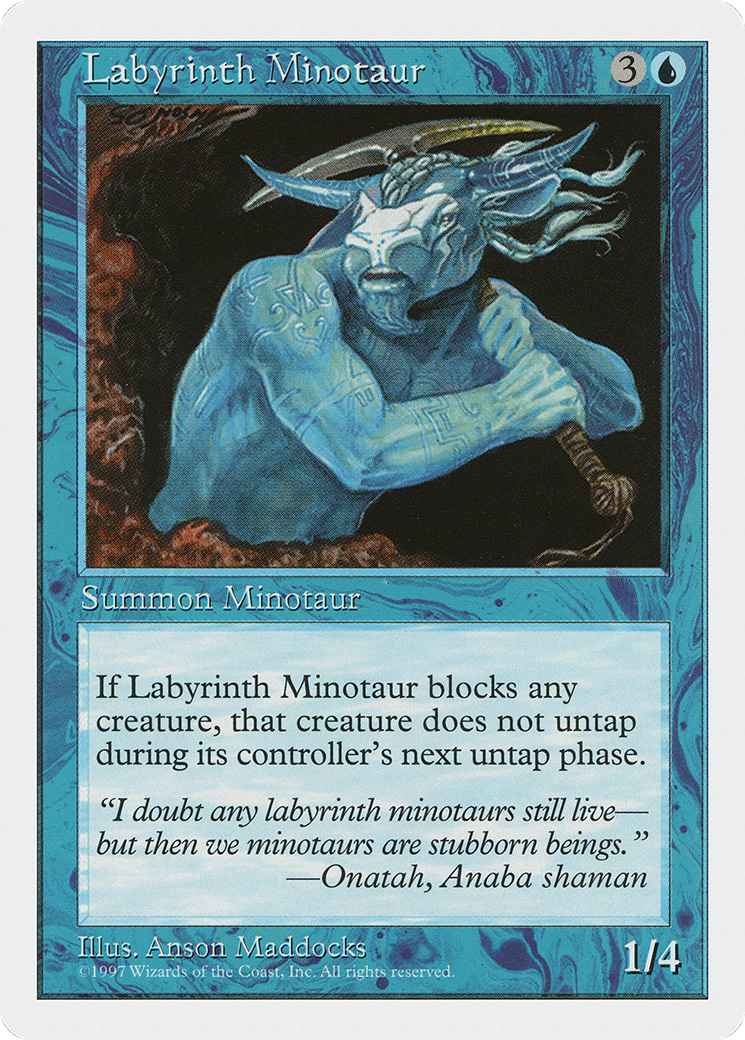 Labyrinth Minotaur 3
Summon Minotaur
If Labyrinth Minotaur blocks any
creature, that creature does not untap
during its controller’s next untap phase.
“I doubt any labyrinth minotaurs still live—
but then we minotaurs are stubborn beings.”
—Onatah, Anaba shaman
Illus. Anson Maddocks
1/4
©1997 Wizards of the Coast, Inc. All rights reserved.